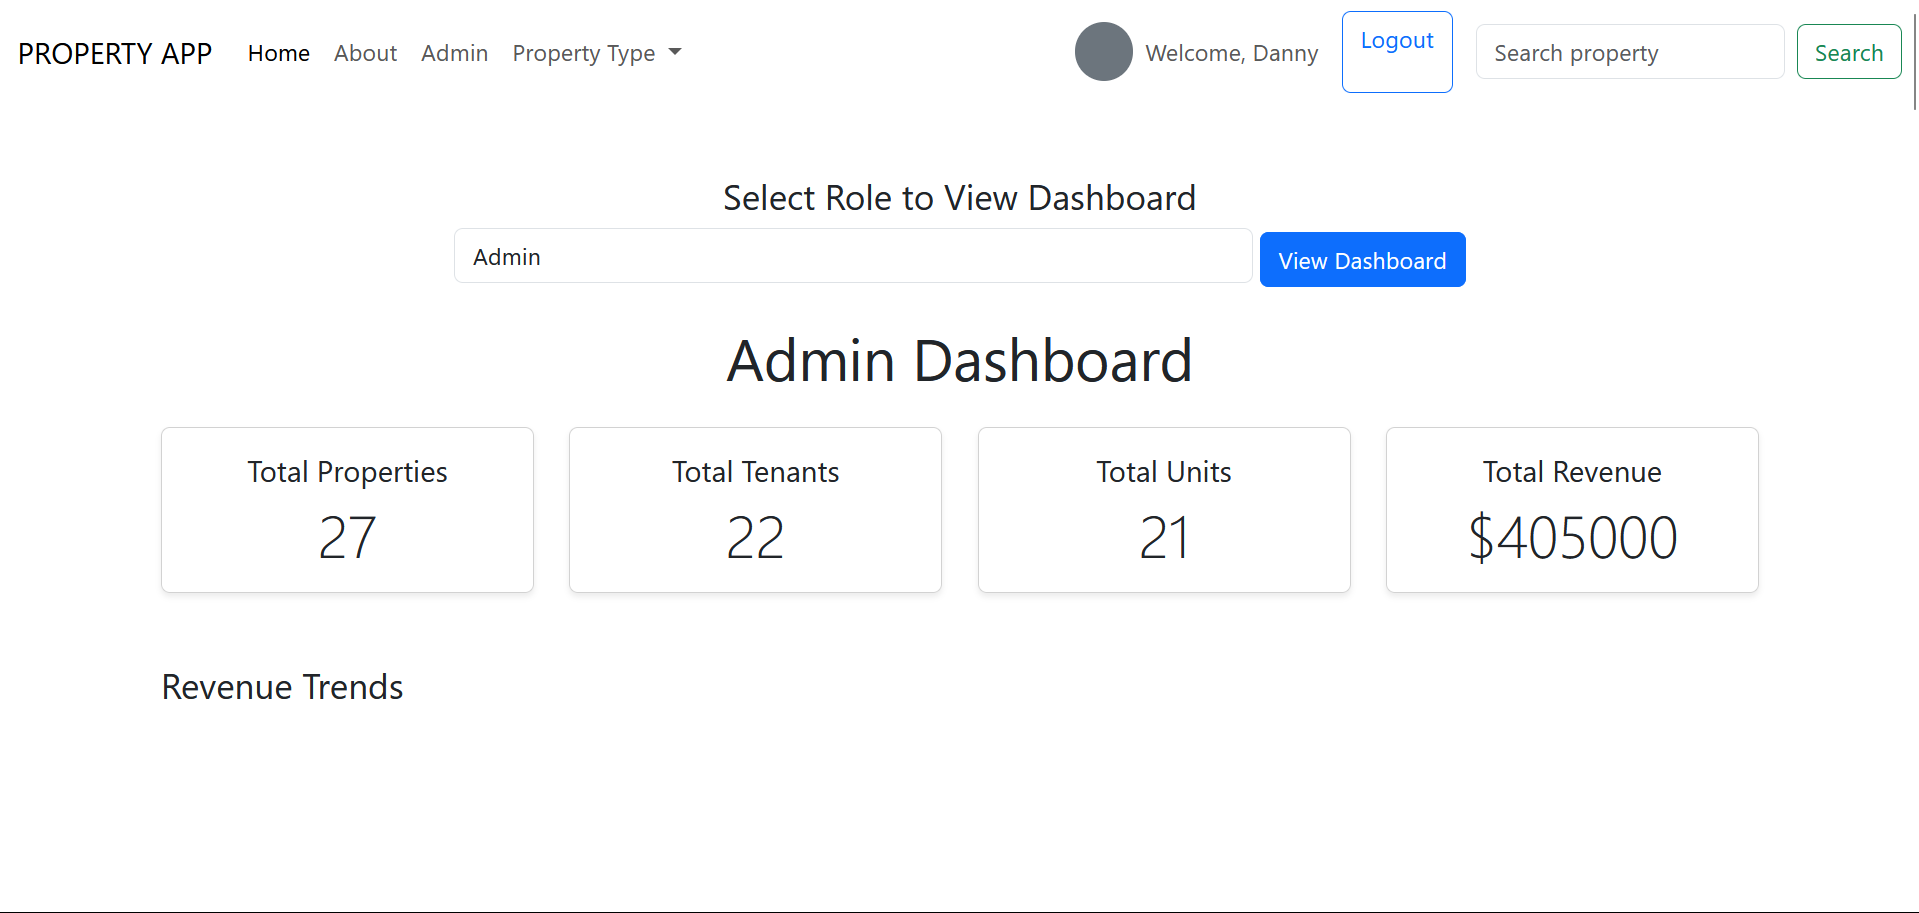 PROPERTY APP Home About Admin Property Type Welcome, Danny Logout Search property Search
Select Role to View Dashboard
Admin View Dashboard
Admin Dashboard
Total Properties Total Tenants Total Units Total Revenue
27 22 21 $405000
Revenue Trends